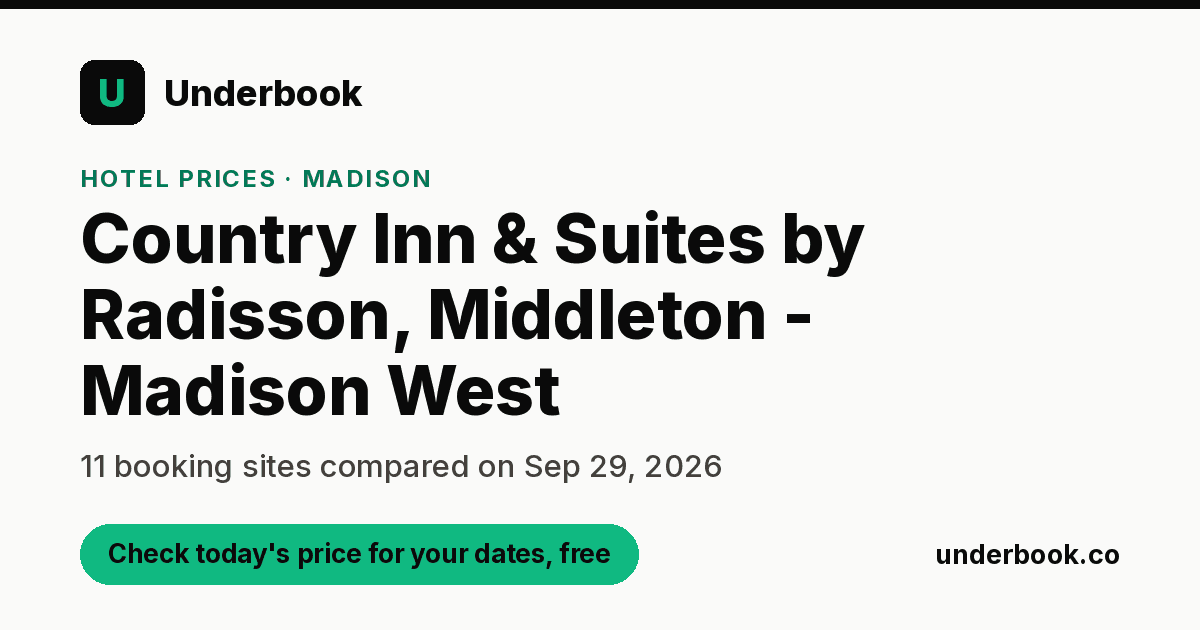 U Underbook
HOTEL PRICES · MADISON
Country Inn & Suites by
Radisson, Middleton -
Madison West
11 booking sites compared on Sep 29, 2026
Check today's price for your dates, free
underbook.co